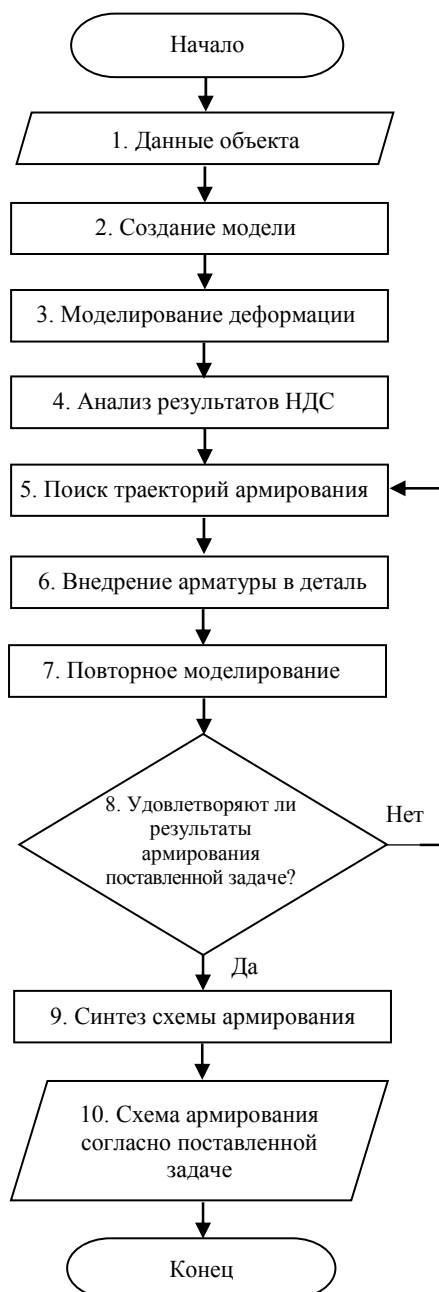 Начало
1. Данные объекта
2. Создание модели
3. Моделирование деформации
4. Анализ результатов НДС
5. Поиск траекторий армирования
6. Внедрение арматуры в деталь
7. Повторное моделирование
8. Удовлетворяют ли
результаты
армирования
поставленной задаче?
Нет
Да
9. Синтез схемы армирования
10. Схема армирования
согласно поставленной
задаче
Конец